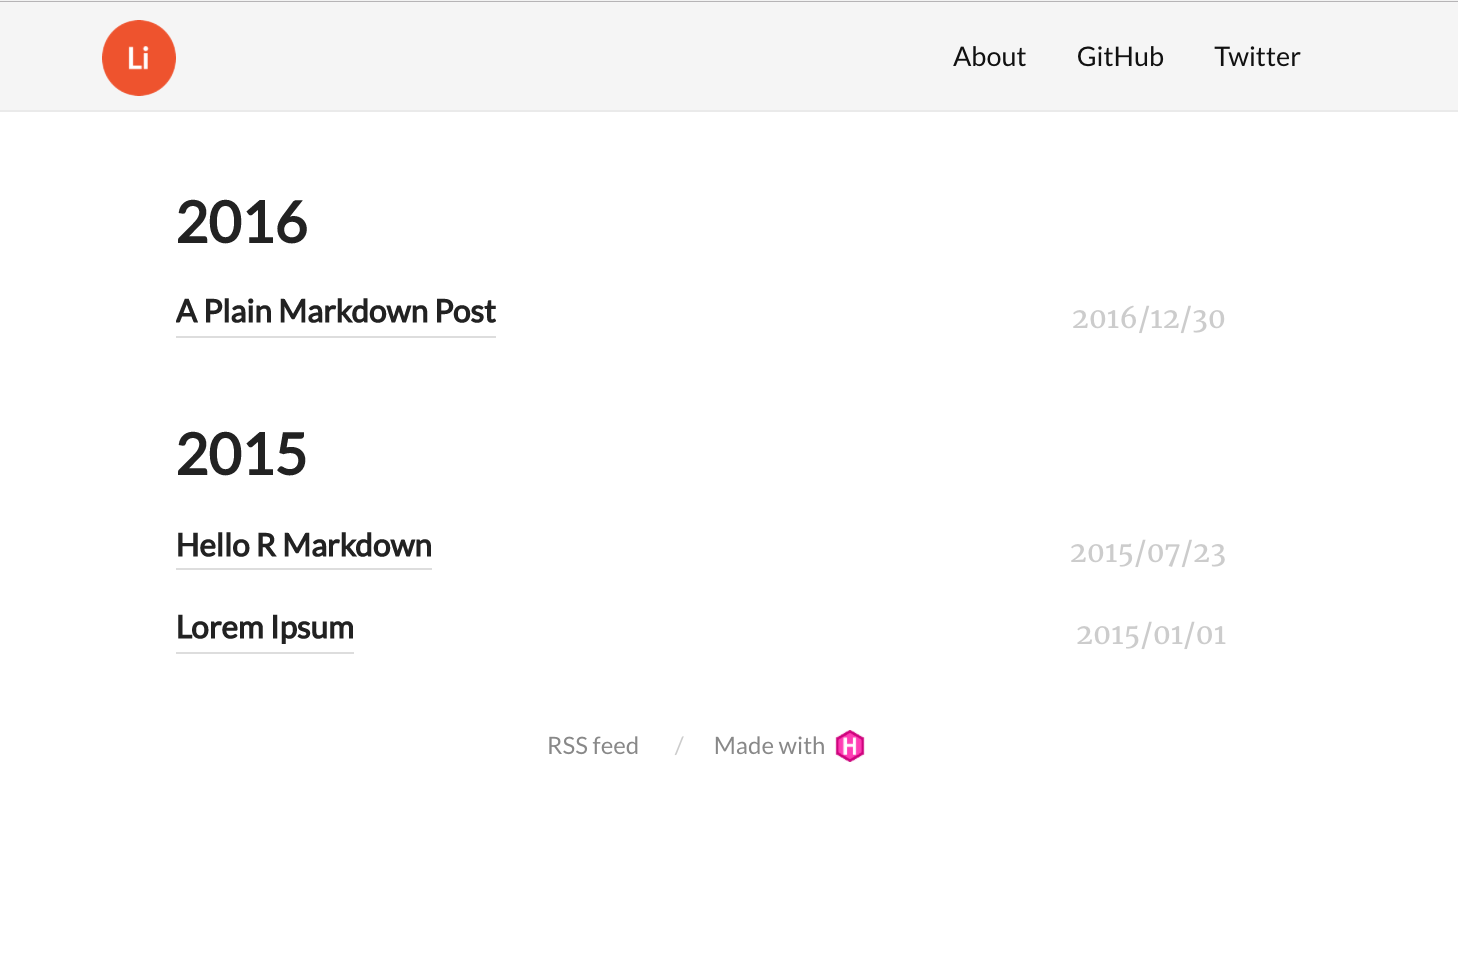 Li About GitHub Twitter
2016
A Plain Markdown Post 2016/12/30
2015
Hello R Markdown 2015/07/23
Lorem Ipsum 2015/01/01
RSS feed / Made with H